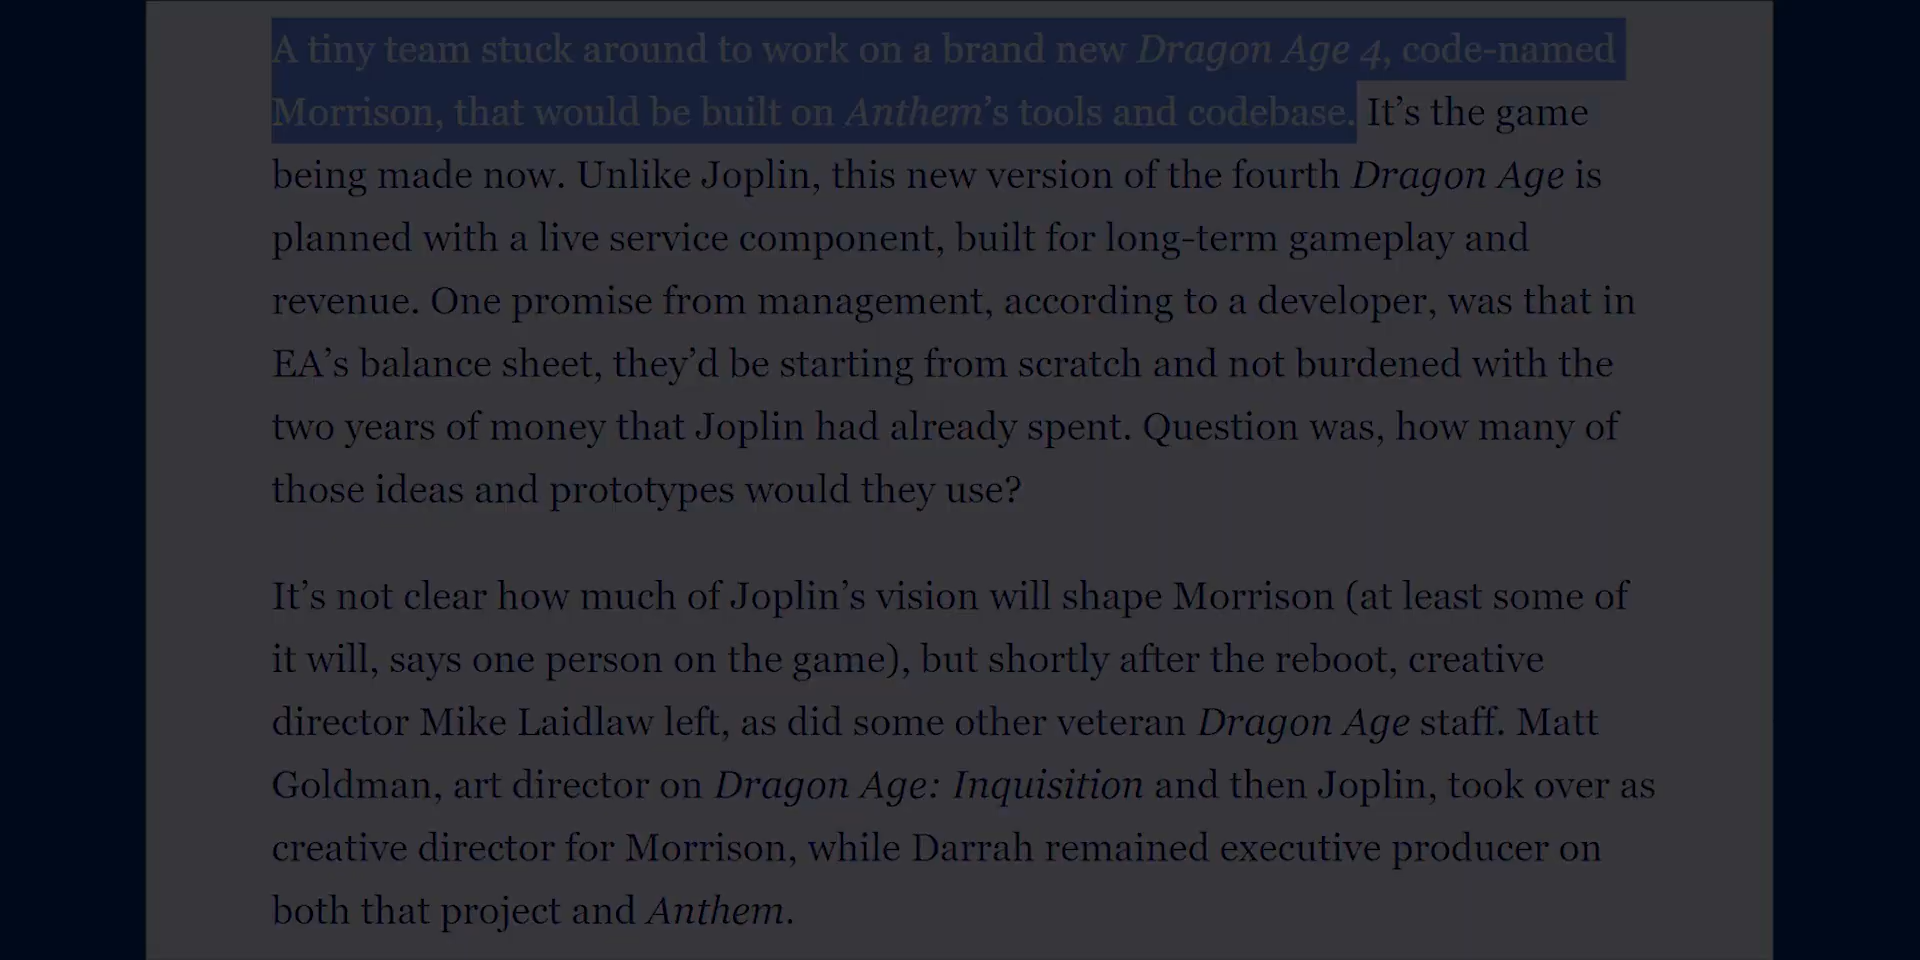 A tiny team stuck around to work on a brand new Dragon Age 4, code-named
Morrison, that would be built on Anthem’s tools and codebase. It’s the game
being made now. Unlike Joplin, this new version of the fourth Dragon Age is
planned with a live service component, built for long-term gameplay and
revenue. One promise from management, according to a developer, was that in
EA’s balance sheet, they’d be starting from scratch and not burdened with the
two years of money that Joplin had already spent. Question was, how many of
those ideas and prototypes would they use?
It’s not clear how much of Joplin’s vision will shape Morrison (at least some of
it will, says one person on the game), but shortly after the reboot, creative
director Mike Laidlaw left, as did some other veteran Dragon Age staff. Matt
Goldman, art director on Dragon Age: Inquisition and then Joplin, took over as
creative director for Morrison, while Darrah remained executive producer on
both that project and Anthem.